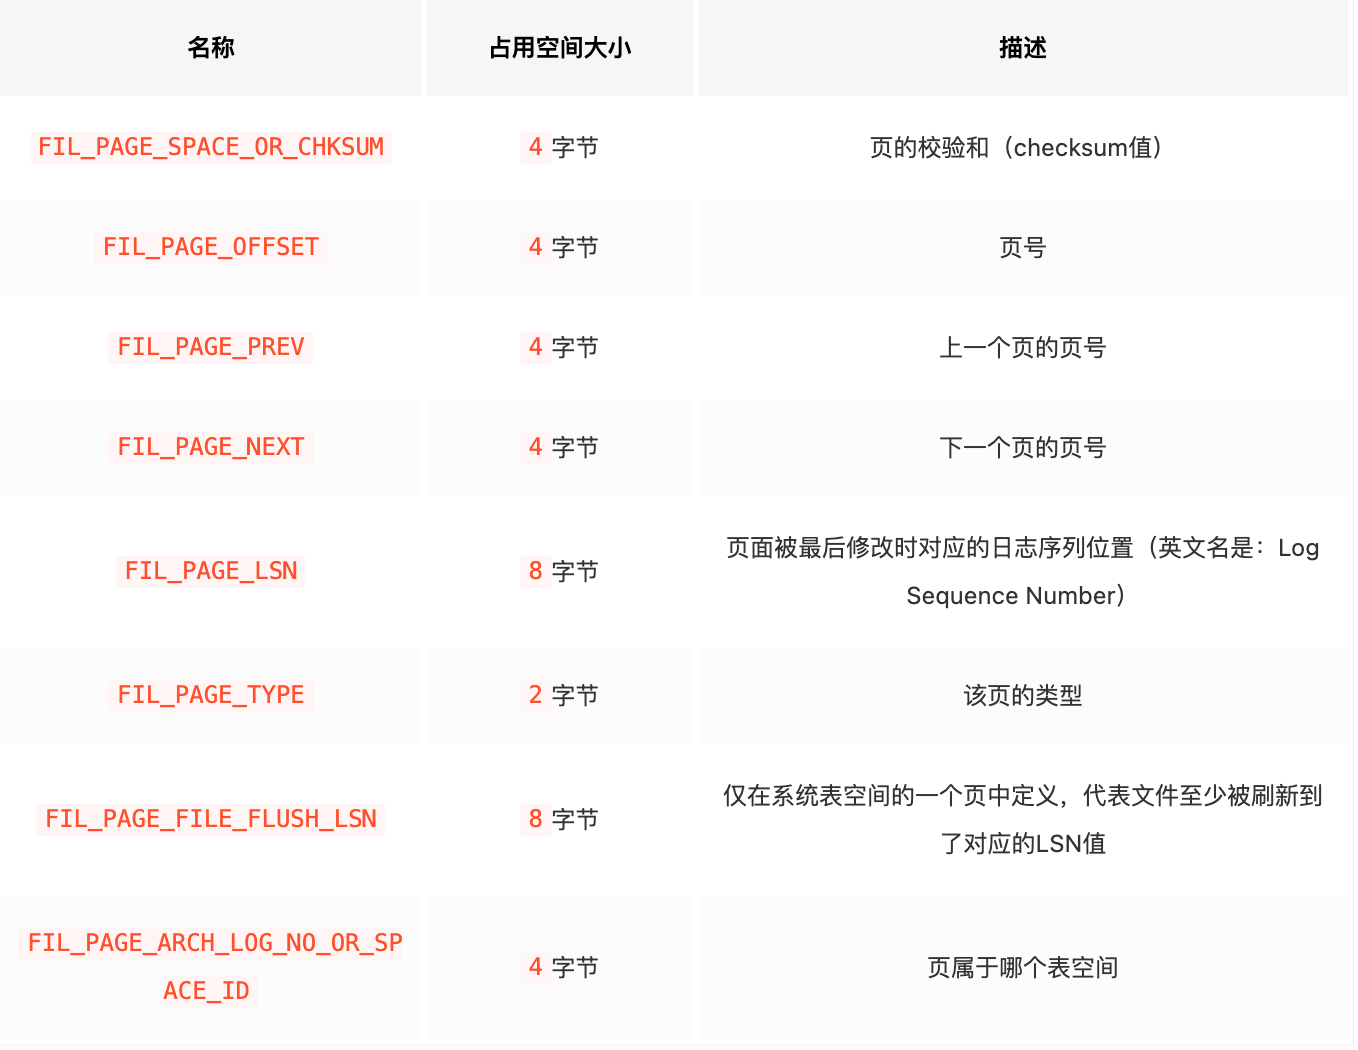 名称 占用空间大小 描述
FIL_PAGE_SPACE_OR_CHKSUM 4 字节 页的校验和（checksum值）
FIL_PAGE_OFFSET 4 字节 页号
FIL_PAGE_PREV 4 字节 上一个页的页号
FIL_PAGE_NEXT 4 字节 下一个页的页号
FIL_PAGE_LSN 8 字节 页面被最后修改时对应的日志序列位置（英文名是：Log
Sequence Number）
FIL_PAGE_TYPE 2 字节 该页的类型
FIL_PAGE_FILE_FLUSH_LSN 8 字节 仅在系统表空间的一个页中定义，代表文件至少被刷新到
了对应的LSN值
FIL_PAGE_ARCH_LOG_NO_OR_SP
ACE_ID 4 字节 页属于哪个表空间